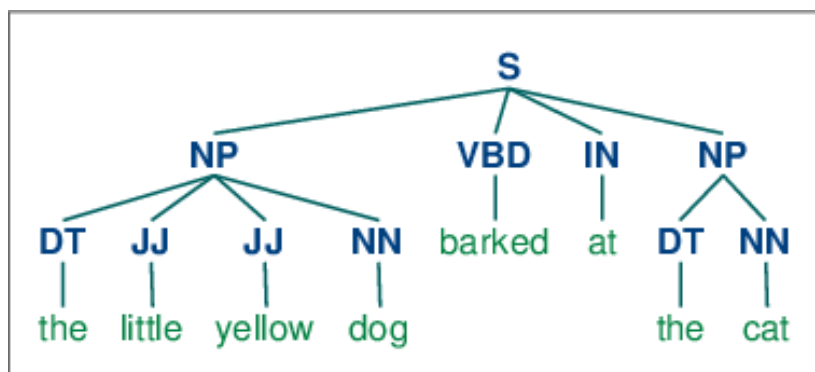 S
NP VBD IN NP
DT JJ JJ NN barked at DT NN
the little yellow dog the cat